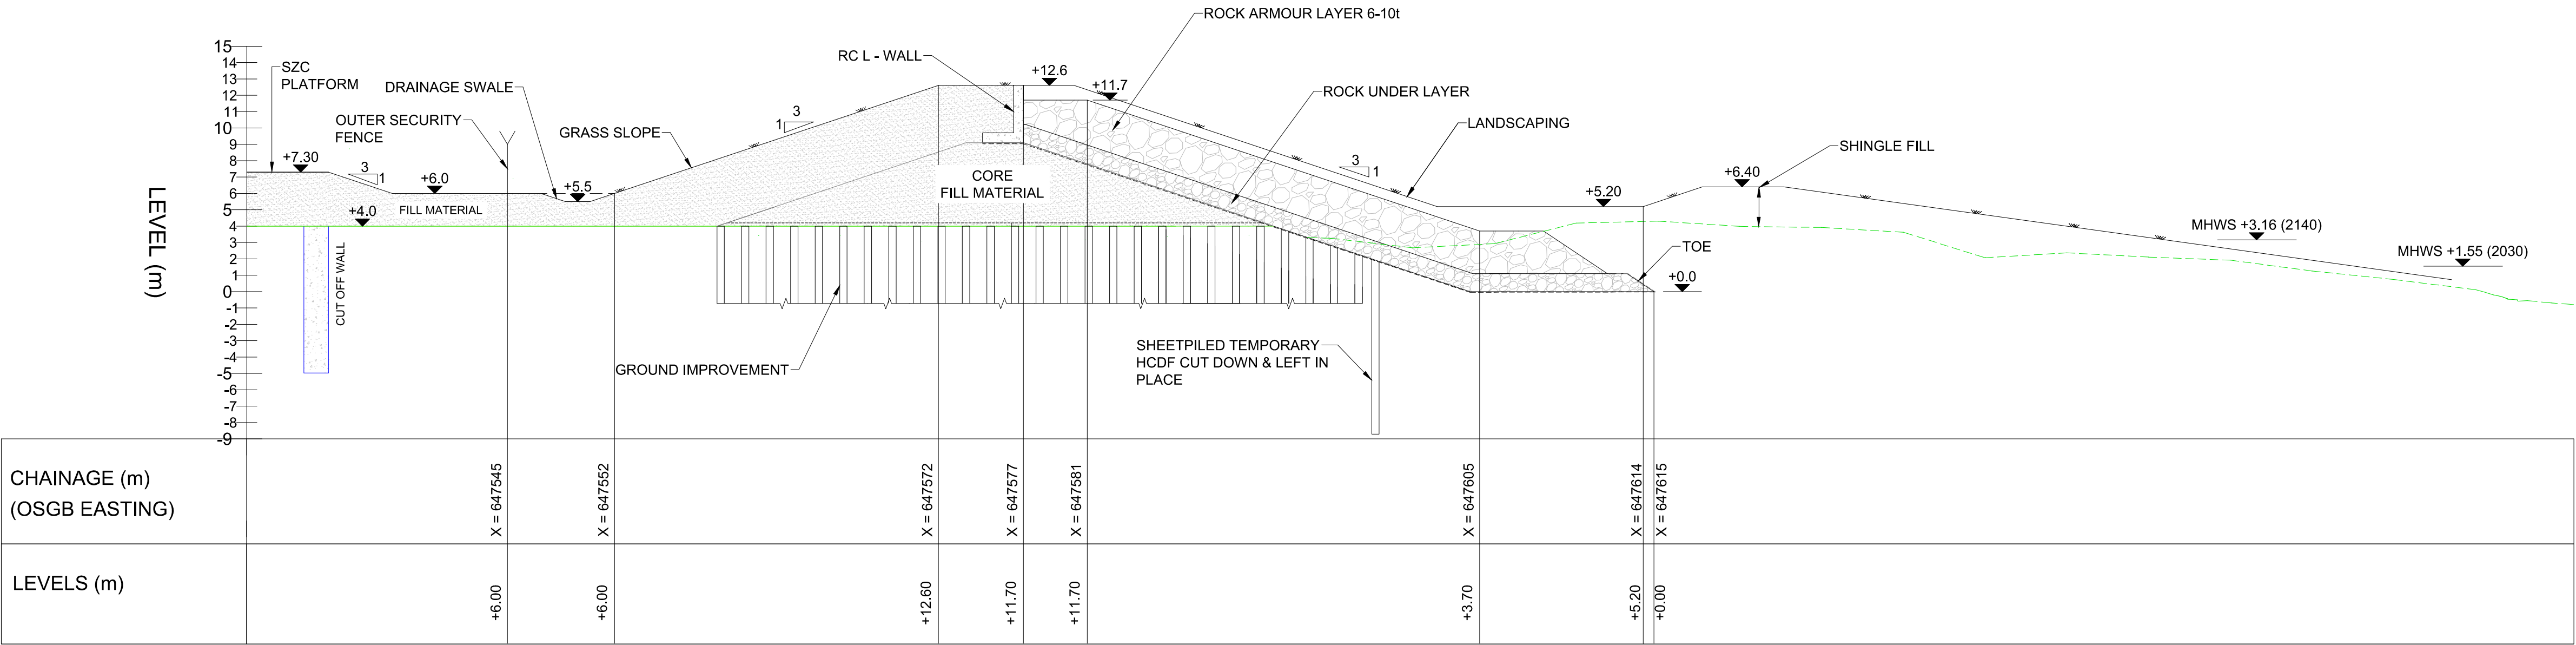 ROCK ARMOUR LAYER 6-10t
RC L - WALL
+12.6
+11.7
SZC
PLATFORM
DRAINAGE SWALE
ROCK UNDER LAYER
OUTER SECURITY
FENCE
GRASS SLOPE
3
1
LANDSCAPING
+7.30
3
1
+6.0
+5.5
CORE
FILL MATERIAL
3
1
SHINGLE FILL
+6.40
+5.20
FILL MATERIAL
+4.0
MHWS +3.16 (2140)
MHWS +1.55 (2030)
TOE
+0.0
CUT OFF WALL
GROUND IMPROVEMENT
SHEETPILED TEMPORARY
HCDF CUT DOWN & LEFT IN
PLACE
LEVEL (m)
15
14
13
12
11
10
9
8
7
6
5
4
3
2
1
0
-1
-2
-3
-4
-5
-6
-7
-8
-9
CHAINAGE (m)
(OSGB EASTING)
X = 647545
X = 647552
X = 647572
X = 647577
X = 647581
X = 647605
X = 647614
X = 647615
LEVELS (m)
+6.00
+6.00
+12.60
+11.70
+11.70
+3.70
+5.20
+0.00